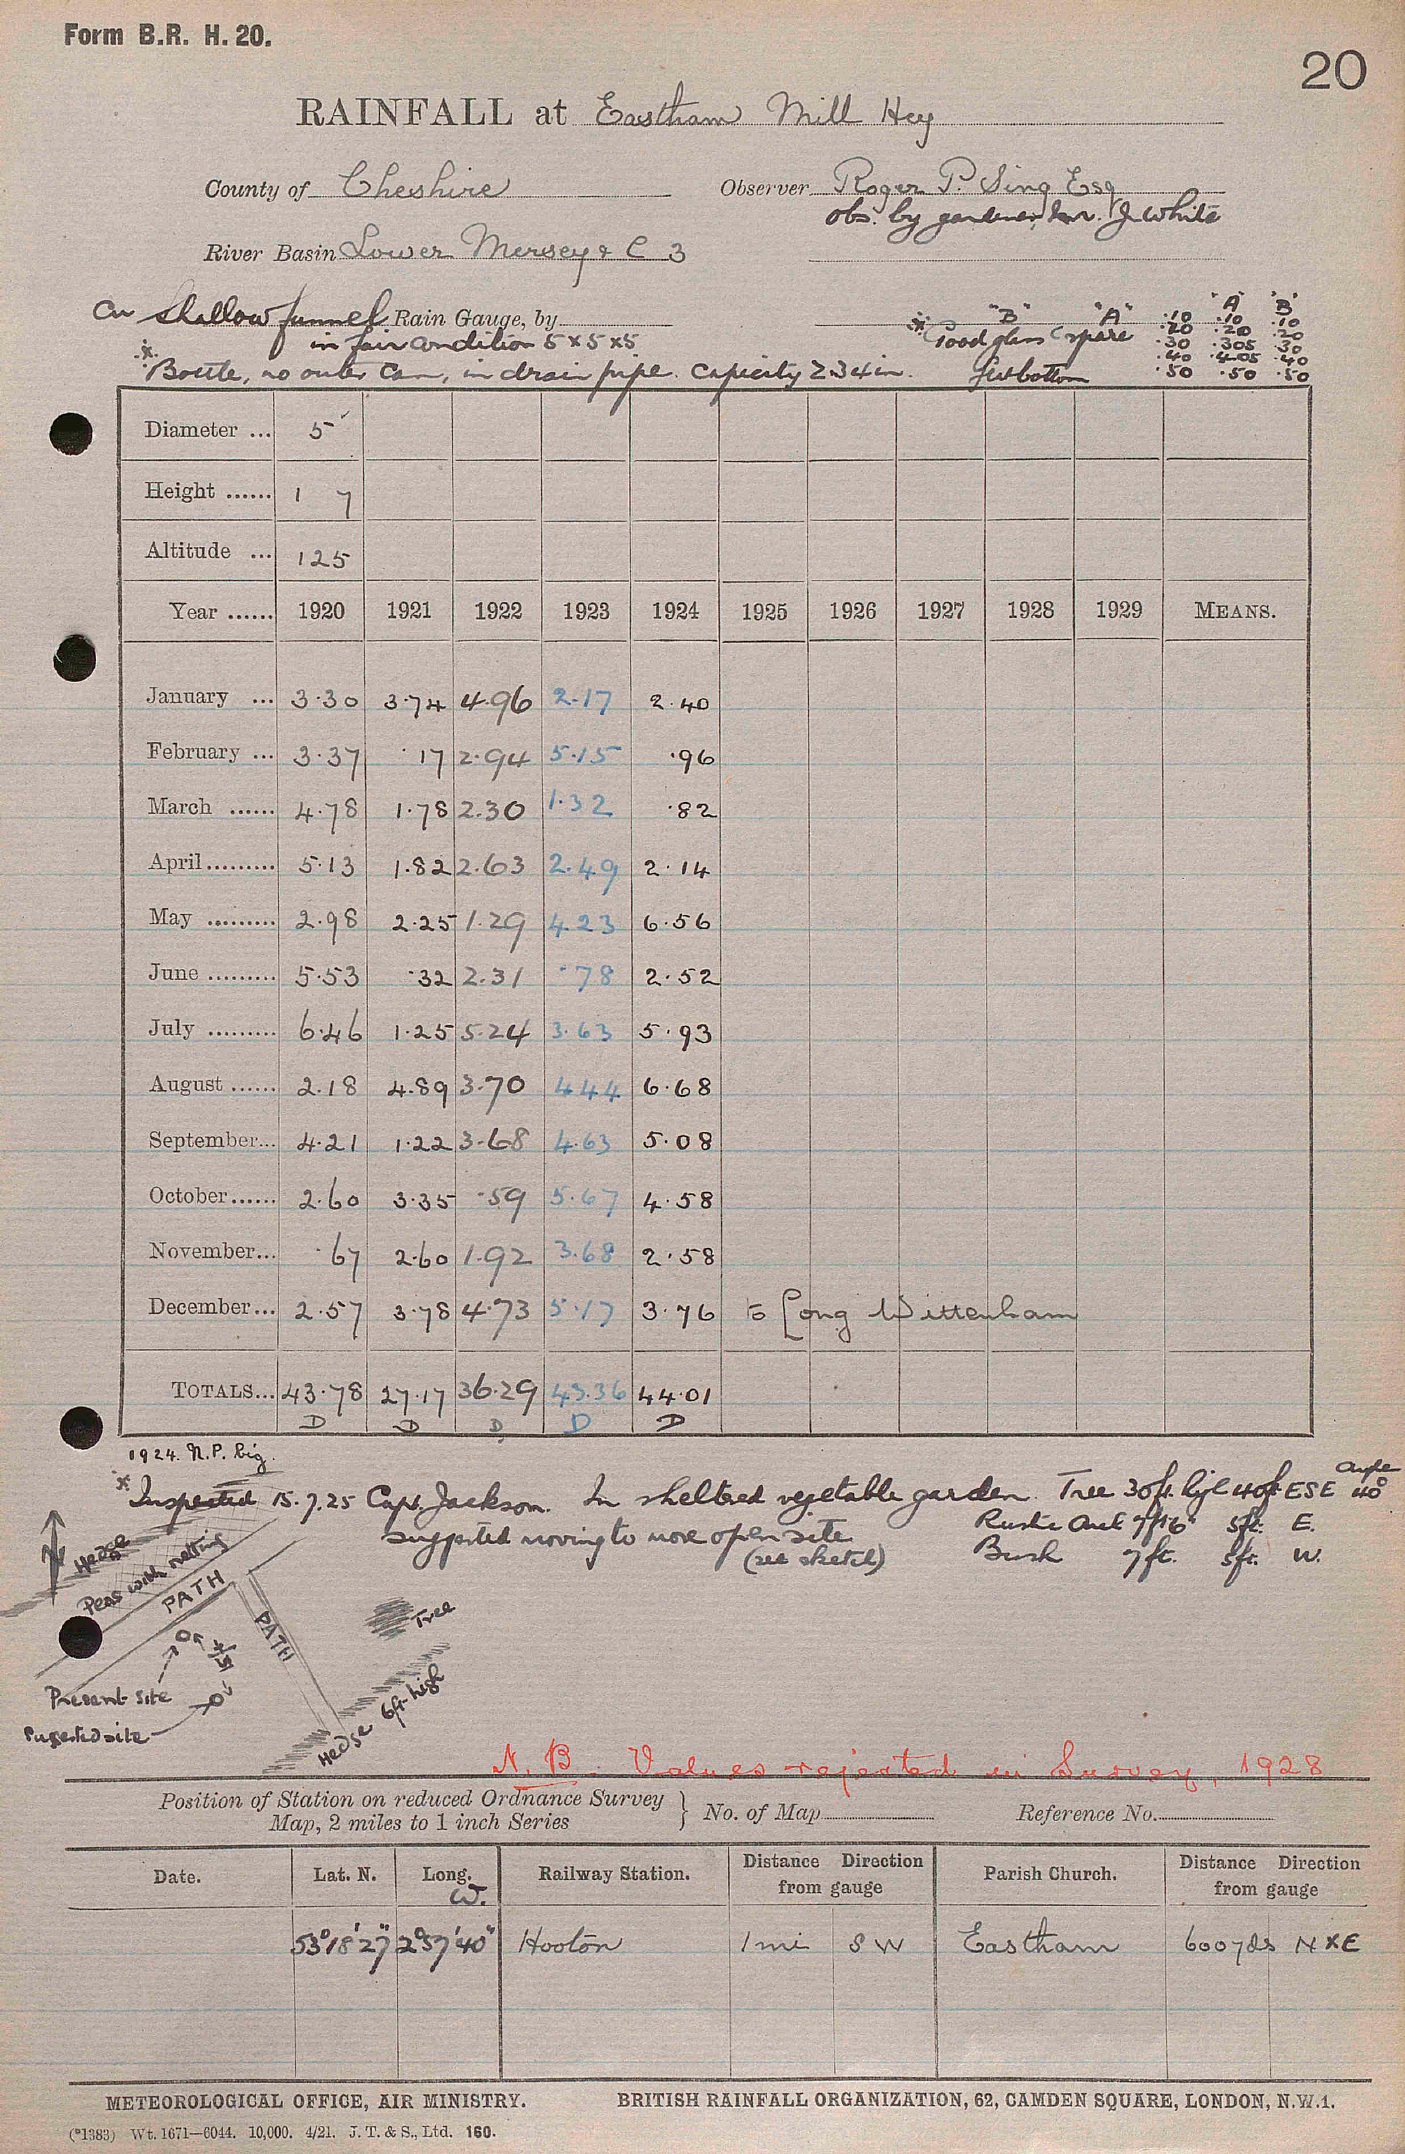 Form B.R. H. 20.
20
RAINFALL at Eastham Mill Hey
County of Cheshire Observer Roger P. Sing Esq
obs. by gardener, Mr. J. White
River Basin Lower Mersey & C 3
Cu Shallow funnel Rain Gauge, by
in fair condition 5 x 5 x 5
* Bottle, no outer can, in drain pipe. Capacity 2.34 in.
"B" "A" "A" "B"
* Good glass (spare
flat bottom
.10 .10 .10
.20 .20 .20
.30 .305 .30
.40 .405 .40
.50 .50 .50
Diameter ... 5
Height ...... 1 7
Altitude ... 125
Year ...... 1920 1921 1922 1923 1924 1925 1926 1927 1928 1929 MEANS.
January ... 3.30 3.74 4.96 2.17 2.40
February ... 3.37 .17 2.94 5.15 .96
March ...... 4.78 1.78 2.30 1.32 .82
April ......... 5.13 1.82 2.63 2.49 2.14
May ......... 2.98 2.25 1.29 4.23 6.56
June ......... 5.53 .32 2.31 .78 2.52
July ......... 6.46 1.25 5.24 3.63 5.93
August ...... 2.18 4.89 3.70 4.44 6.68
September... 4.21 1.22 3.68 4.63 5.08
October...... 2.60 3.35 .59 5.67 4.58
November... .67 2.60 1.92 3.68 2.58
December... 2.57 3.78 4.73 5.17 3.76 to Long Wittenham
TOTALS... 43.78 27.17 36.29 43.36 44.01
D D D D D
1924. N.P. big.
* Inspected 15.7.25 Capt. Jackson. In sheltered vegetable garden. Tree 30ft. high 40ft ESE angle 40°
suggested moving to more open site
(see sketch)
Rustic 7ft 6" 5ft. E.
Bush 7ft. 5ft. W.
Hedge
Peas with netting
PATH
PATH
Tree
Present site
Suggested site
Hedge 6ft. high
N.B. Values rejected in Survey, 1928
Position of Station on reduced Ordnance Survey
Map, 2 miles to 1 inch Series } No. of Map Reference No.
Date. Lat. N. Long. W. Railway Station. Distance Direction from gauge Parish Church. Distance Direction from gauge
53° 18' 27" 2° 57' 40" Hooton 1 mi S W Eastham 600 yds N x E
METEOROLOGICAL OFFICE, AIR MINISTRY. BRITISH RAINFALL ORGANIZATION, 62, CAMDEN SQUARE, LONDON, N.W.1.
(*1383) Wt. 1671—6044. 10,000. 4/21. J. T. & S., Ltd. 160.